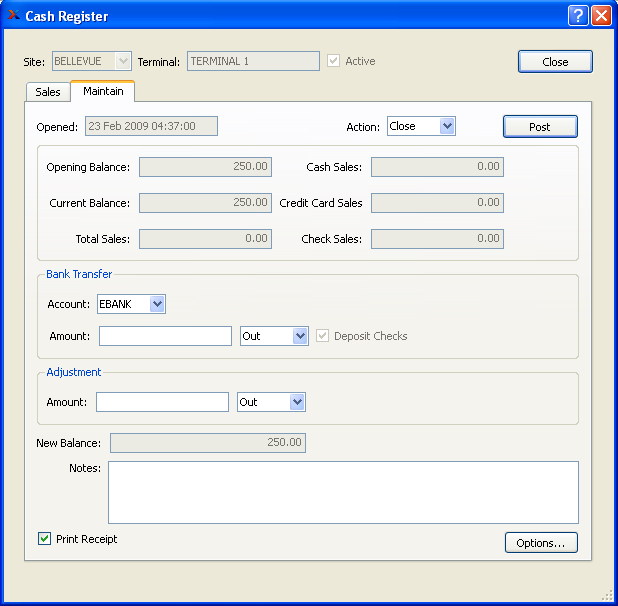 Cash Register
Site: BELLEVUE Terminal: TERMINAL 1 Active Close
Sales Maintain
Opened: 23 Feb 2009 04:37:00 Action: Close Post
Opening Balance: 250.00 Cash Sales: 0.00
Current Balance: 250.00 Credit Card Sales 0.00
Total Sales: 0.00 Check Sales: 0.00
Bank Transfer
Account: EBANK
Amount: Out Deposit Checks
Adjustment
Amount: Out
New Balance: 250.00
Notes:
Print Receipt Options...